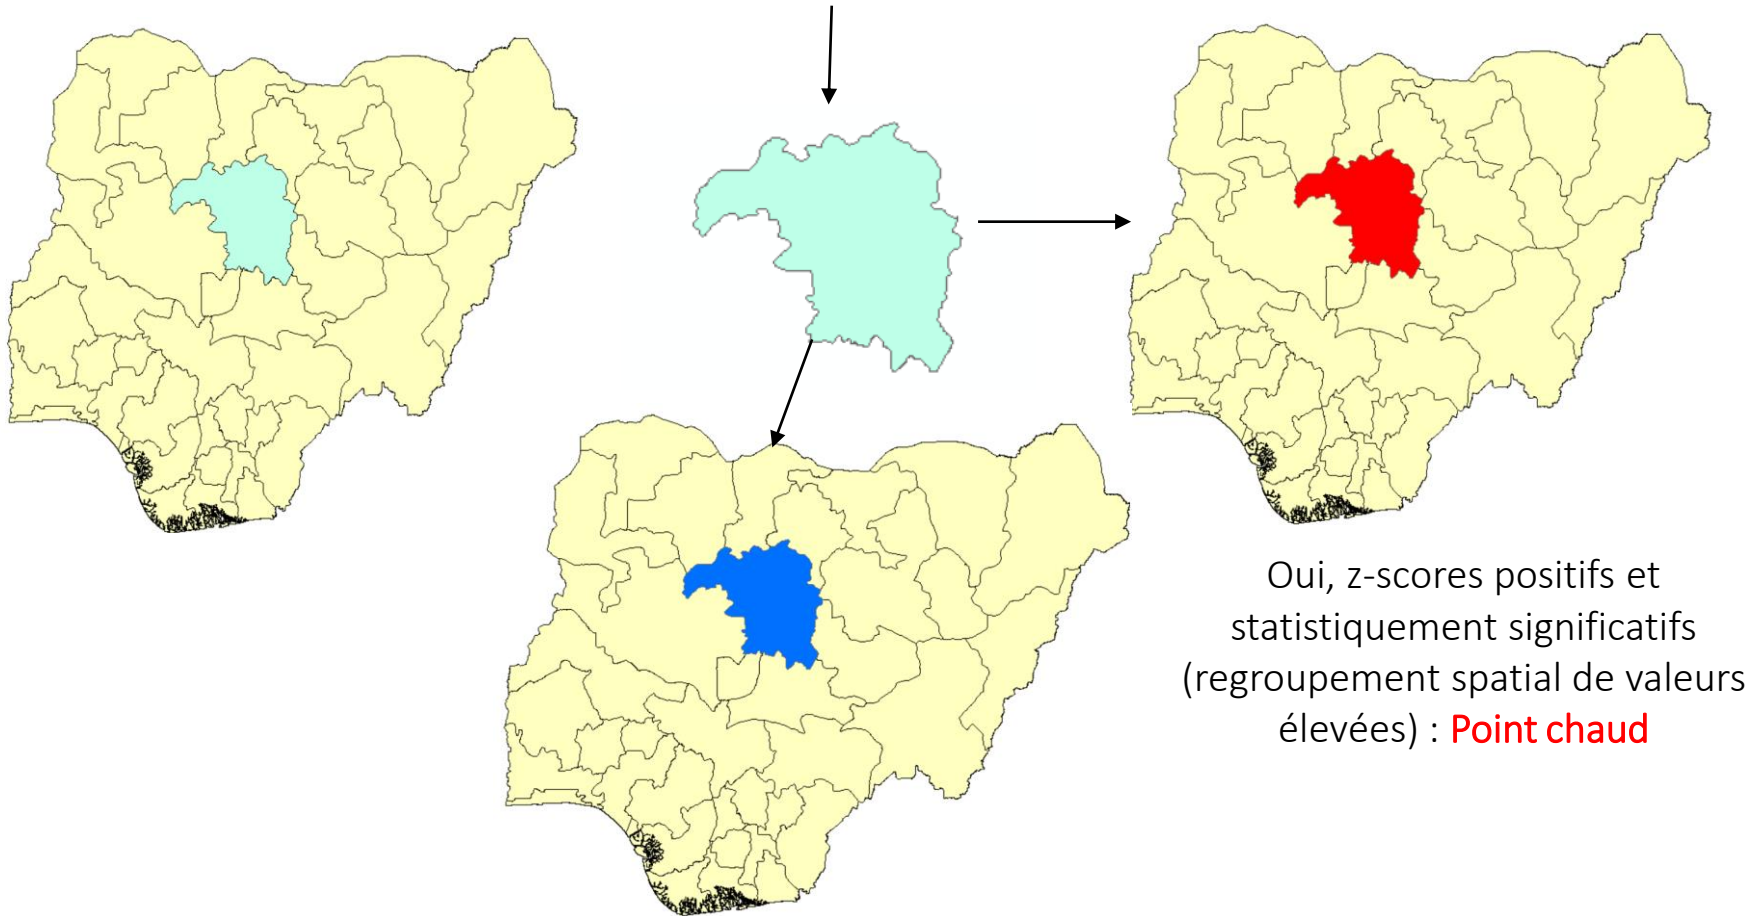 Oui, z-scores positifs et
statistiquement significatifs
(regroupement spatial de valeurs
élevées) : Point chaud